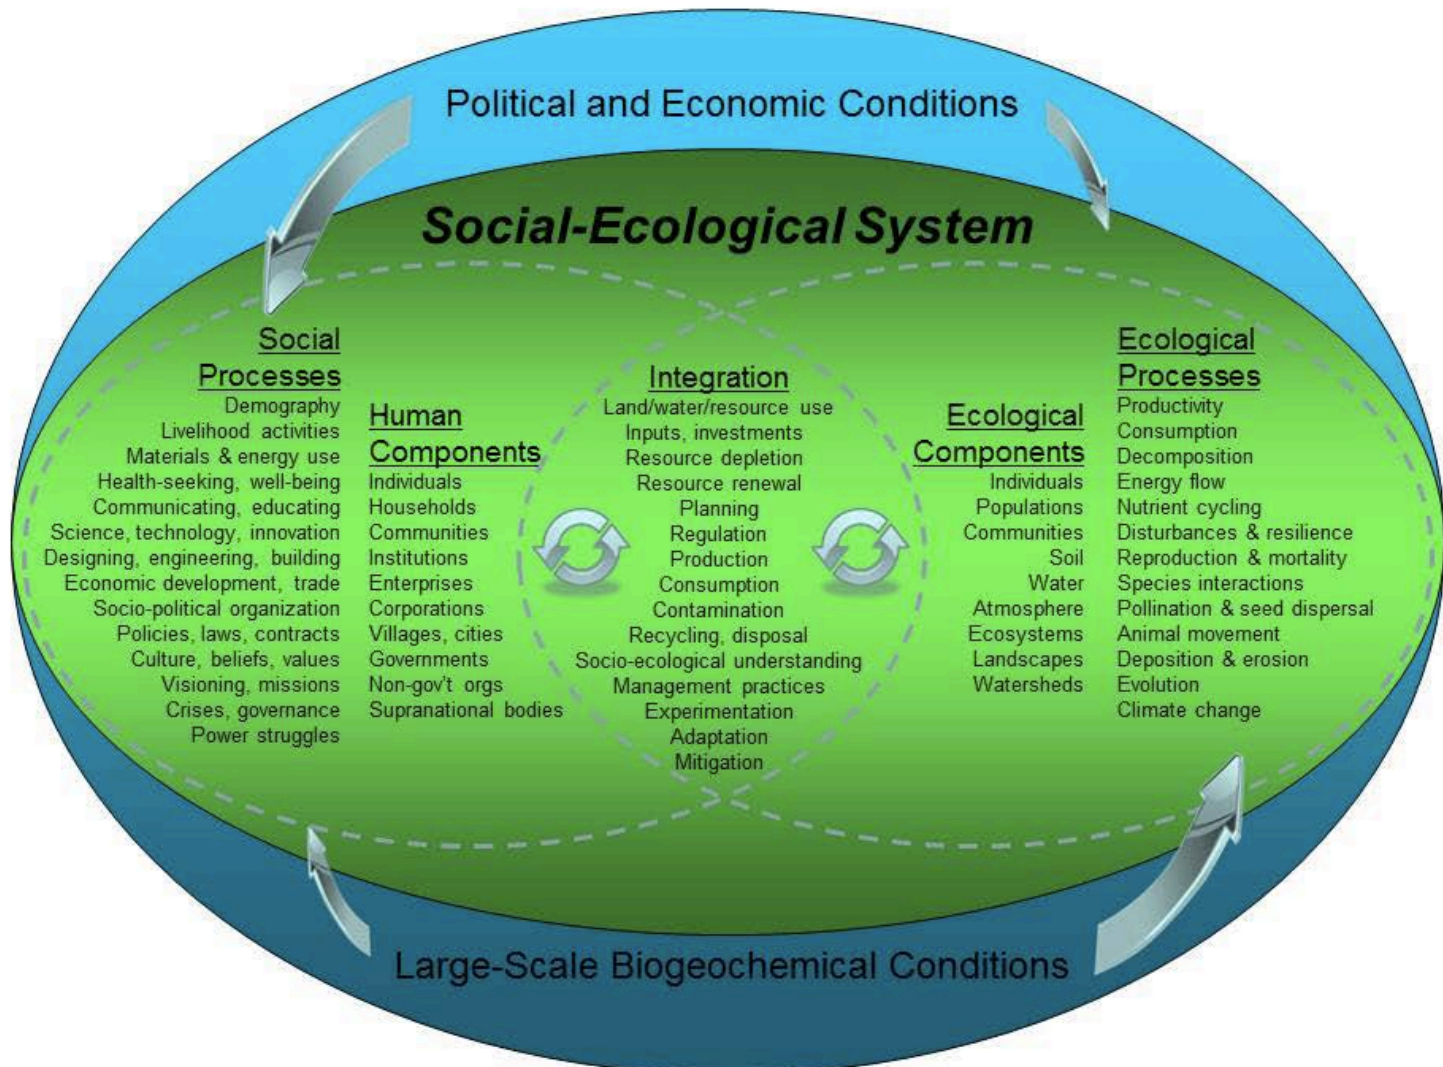 Political and Economic Conditions
Social-Ecological System
Social
Processes
Demography
Livelihood activities
Materials & energy use
Health-seeking, well-being
Communicating, educating
Science, technology, innovation
Designing, engineering, building
Economic development, trade
Socio-political organization
Policies, laws, contracts
Culture, beliefs, values
Visioning, missions
Crises, governance
Power struggles
Human
Components
Individuals
Households
Communities
Institutions
Enterprises
Corporations
Villages, cities
Governments
Non-gov't orgs
Supranational bodies
Integration
Land/water/resource use
Inputs, investments
Resource depletion
Resource renewal
Planning
Regulation
Production
Consumption
Contamination
Recycling, disposal
Socio-ecological understanding
Management practices
Experimentation
Adaptation
Mitigation
Ecological
Components
Individuals
Populations
Communities
Soil
Water
Atmosphere
Ecosystems
Landscapes
Watersheds
Ecological
Processes
Productivity
Consumption
Decomposition
Energy flow
Nutrient cycling
Disturbances & resilience
Reproduction & mortality
Species interactions
Pollination & seed dispersal
Animal movement
Deposition & erosion
Evolution
Climate change
Large-Scale Biogeochemical Conditions